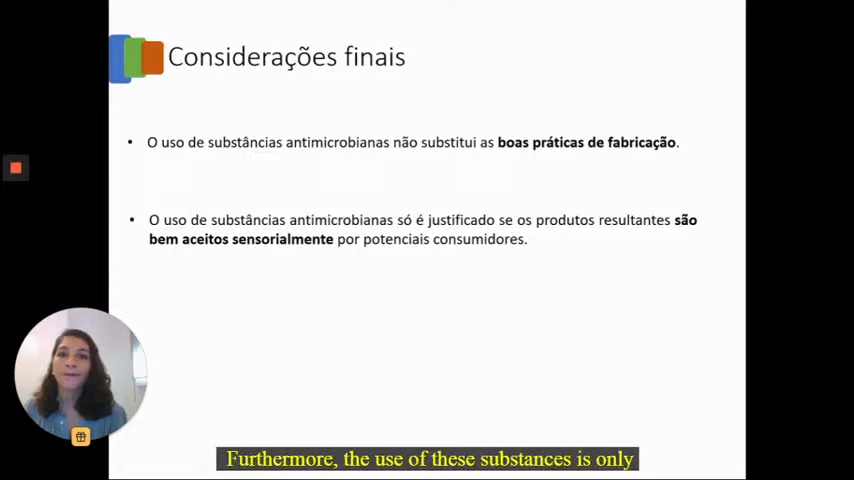 Considerações finais
• O uso de substâncias antimicrobianas não substitui as boas práticas de fabricação.
• O uso de substâncias antimicrobianas só é justificado se os produtos resultantes são
bem aceitos sensorialmente por potenciais consumidores.
Furthermore, the use of these substances is only